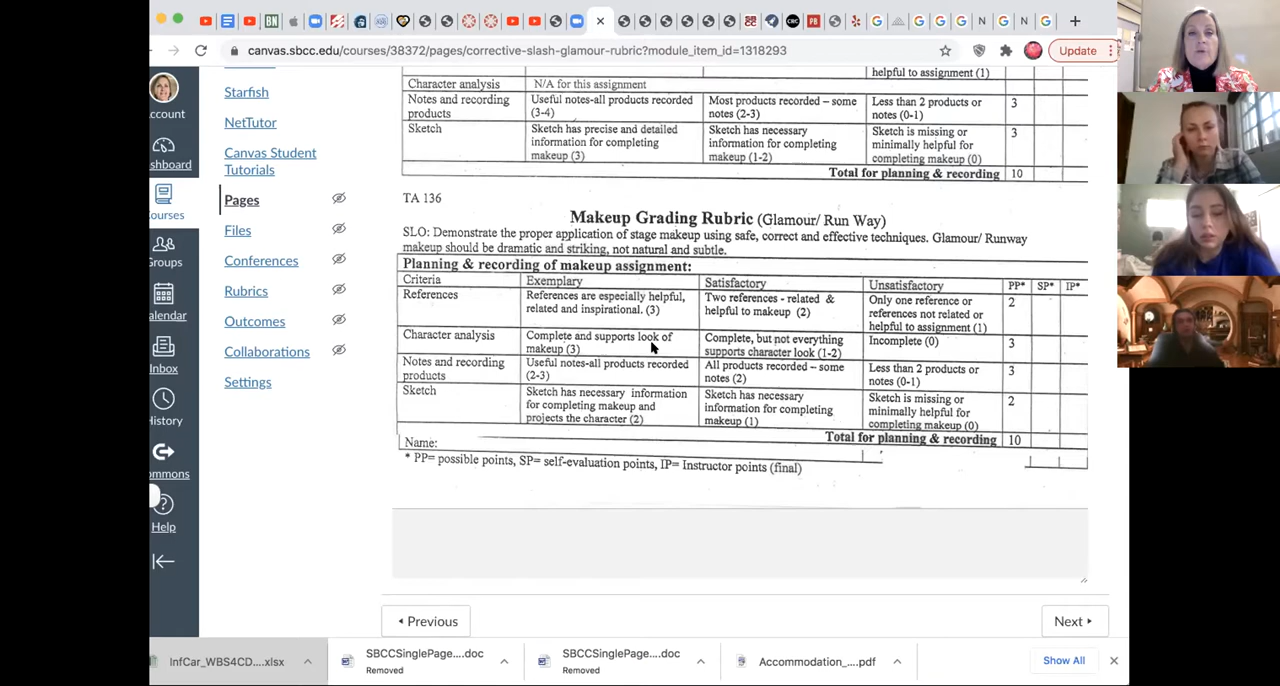 canvas.sbcc.edu/courses/38372/pages/corrective-slash-glamour-rubric?module_item_id=1318293
Update
ccount
shboard
ourses
Groups
alendar
Inbox
History
mmons
Help
Starfish
NetTutor
Canvas Student
Tutorials
Pages
Files
Conferences
Rubrics
Outcomes
Collaborations
Settings
helpful to assignment (1)
Character analysis N/A for this assignment
Notes and recording Useful notes-all products recorded Most products recorded – some Less than 2 products or 3
products (3-4) notes (2-3) notes (0-1)
Sketch Sketch has precise and detailed Sketch has necessary Sketch is missing or 3
information for completing information for completing minimally helpful for
makeup (3) makeup (1-2) completing makeup (0)
Total for planning & recording 10
TA 136
Makeup Grading Rubric (Glamour/ Run Way)
SLO: Demonstrate the proper application of stage makeup using safe, correct and effective techniques. Glamour/ Runway
makeup should be dramatic and striking, not natural and subtle.
Planning & recording of makeup assignment:
Criteria Exemplary Satisfactory Unsatisfactory PP* SP* IP*
References References are especially helpful, Two references - related & Only one reference or 2
related and inspirational. (3) helpful to makeup (2) references not related or
helpful to assignment (1)
Character analysis Complete and supports look of Complete, but not everything Incomplete (0) 3
makeup (3) supports character look (1-2)
Notes and recording Useful notes-all products recorded All products recorded – some Less than 2 products or 3
products (2-3) notes (2) notes (0-1)
Sketch Sketch has necessary information Sketch has necessary Sketch is missing or 2
for completing makeup and information for completing minimally helpful for
projects the character (2) makeup (1) completing makeup (0)
Name: Total for planning & recording 10
* PP= possible points, SP= self-evaluation points, IP= Instructor points (final)
Previous
Next
InfCar_WBS4CD....xlsx
SBCCSinglePage....doc
Removed
SBCCSinglePage....doc
Removed
Accommodation_....pdf
Show All